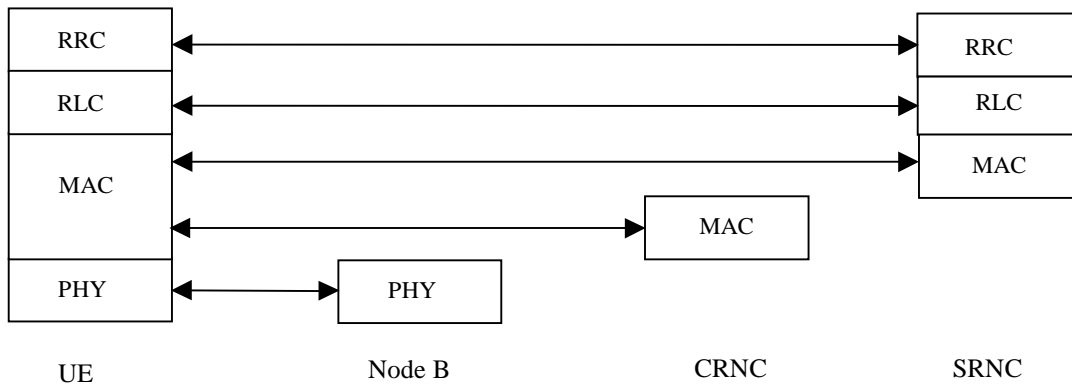 RRC
RRC
RLC
RLC
MAC
MAC
MAC
PHY
PHY
UE
Node B
CRNC
SRNC